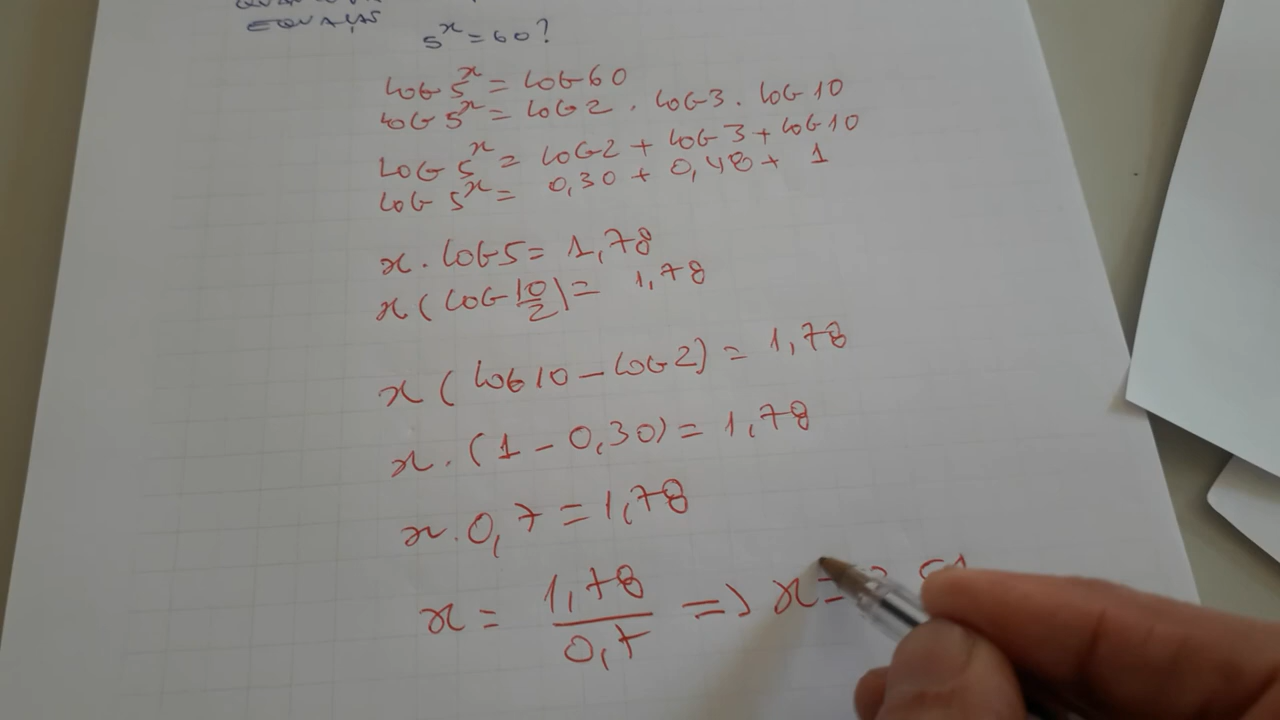 EQUAÇÃO
5^x = 60?
LOG 5^x = LOG 60
LOG 5^x = LOG 2 . LOG 3 . LOG 10
LOG 5^x = LOG 2 + LOG 3 + LOG 10
LOG 5^x = 0,30 + 0,48 + 1
x . LOG 5 = 1,78
x ( LOG 10/2 ) = 1,78
x ( LOG 10 - LOG 2 ) = 1,78
x . ( 1 - 0,30 ) = 1,78
x . 0,7 = 1,78
x = 1,78/0,7 => x =